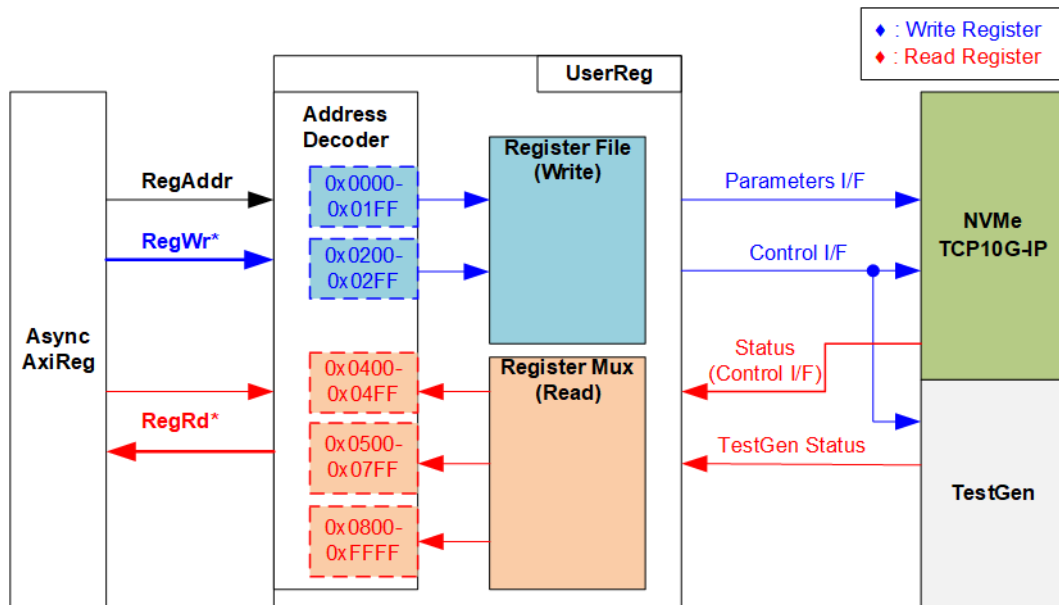 ♦ : Write Register
♦ : Read Register
UserReg
Address
Decoder
Register File
(Write)
RegAddr
0x0000-
0x01FF
Parameters I/F
NVMe
TCP10G-IP
RegWr*
0x0200-
0x02FF
Control I/F
Async
AxiReg
0x0400-
0x04FF
Register Mux
(Read)
Status
(Control I/F)
RegRd*
0x0500-
0x07FF
TestGen Status
TestGen
0x0800-
0xFFFF